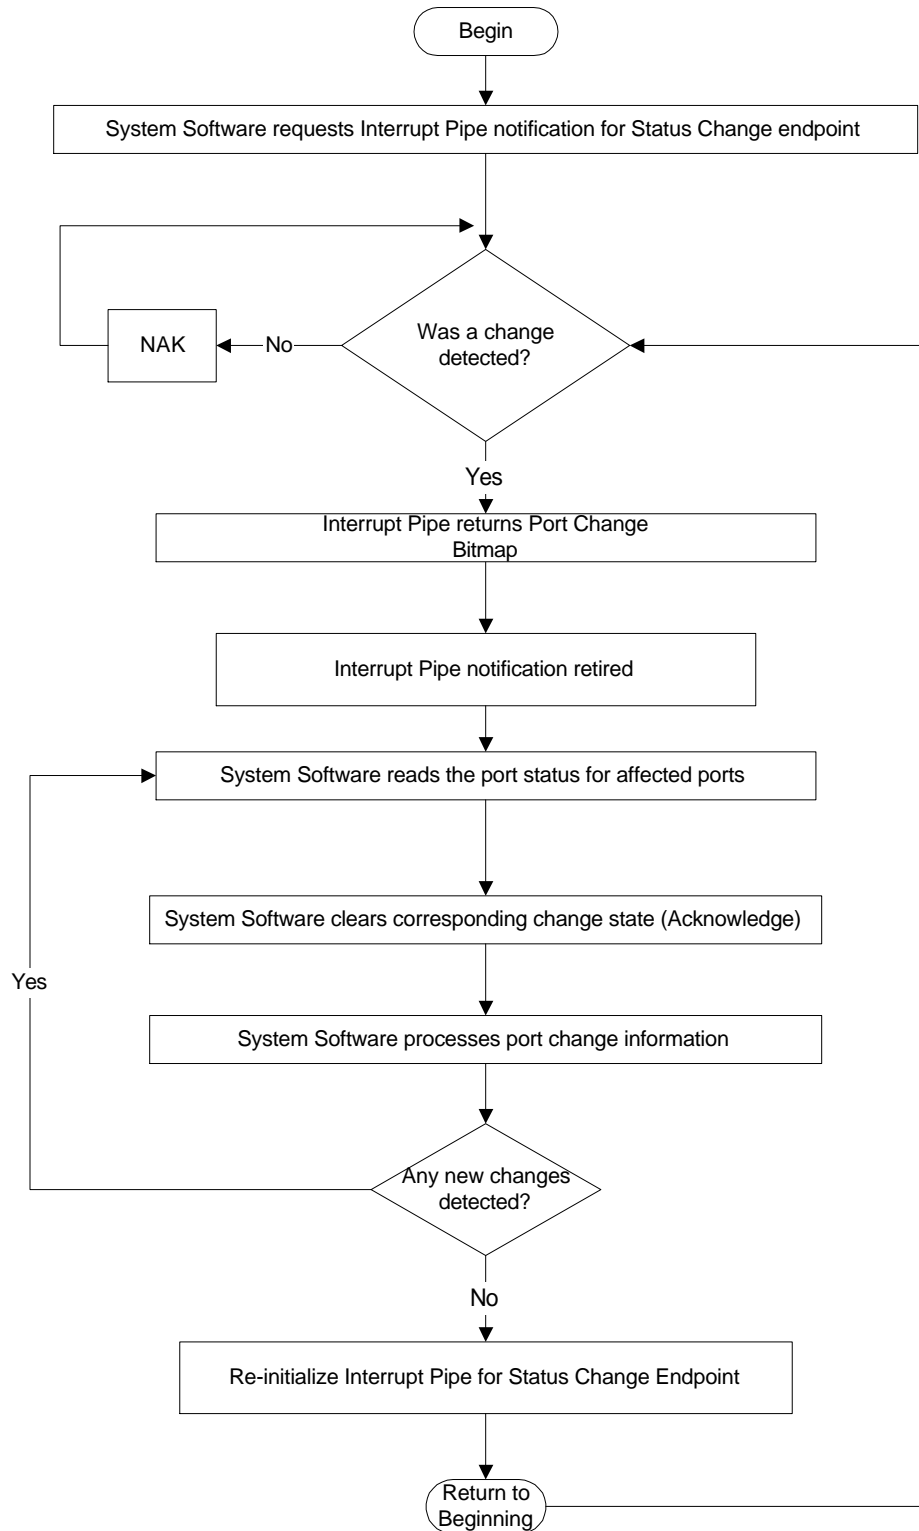 Begin
System Software requests Interrupt Pipe notification for Status Change endpoint
Was a change
detected?
No
NAK
Yes
Interrupt Pipe returns Port Change
Bitmap
Interrupt Pipe notification retired
System Software reads the port status for affected ports
System Software clears corresponding change state (Acknowledge)
Yes
System Software processes port change information
Any new changes
detected?
No
Re-initialize Interrupt Pipe for Status Change Endpoint
Return to
Beginning